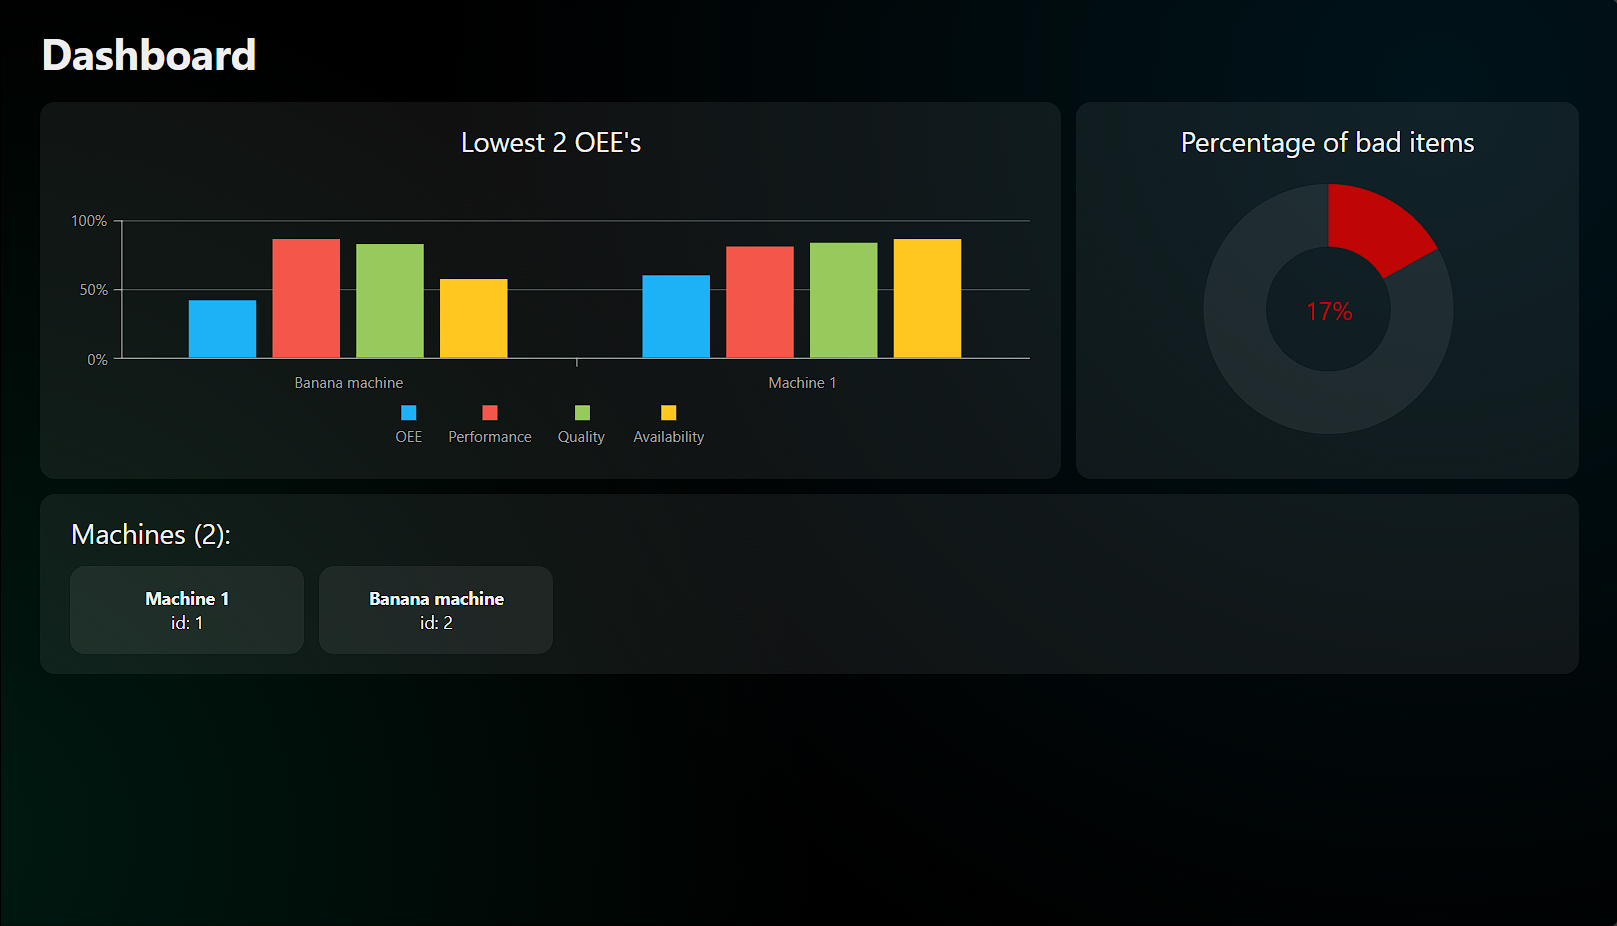 Dashboard
Lowest 2 OEE's
100%
50%
0%
Banana machine
Machine 1
OEE
Performance
Quality
Availability
Percentage of bad items
17%
Machines (2):
Machine 1
id: 1
Banana machine
id: 2